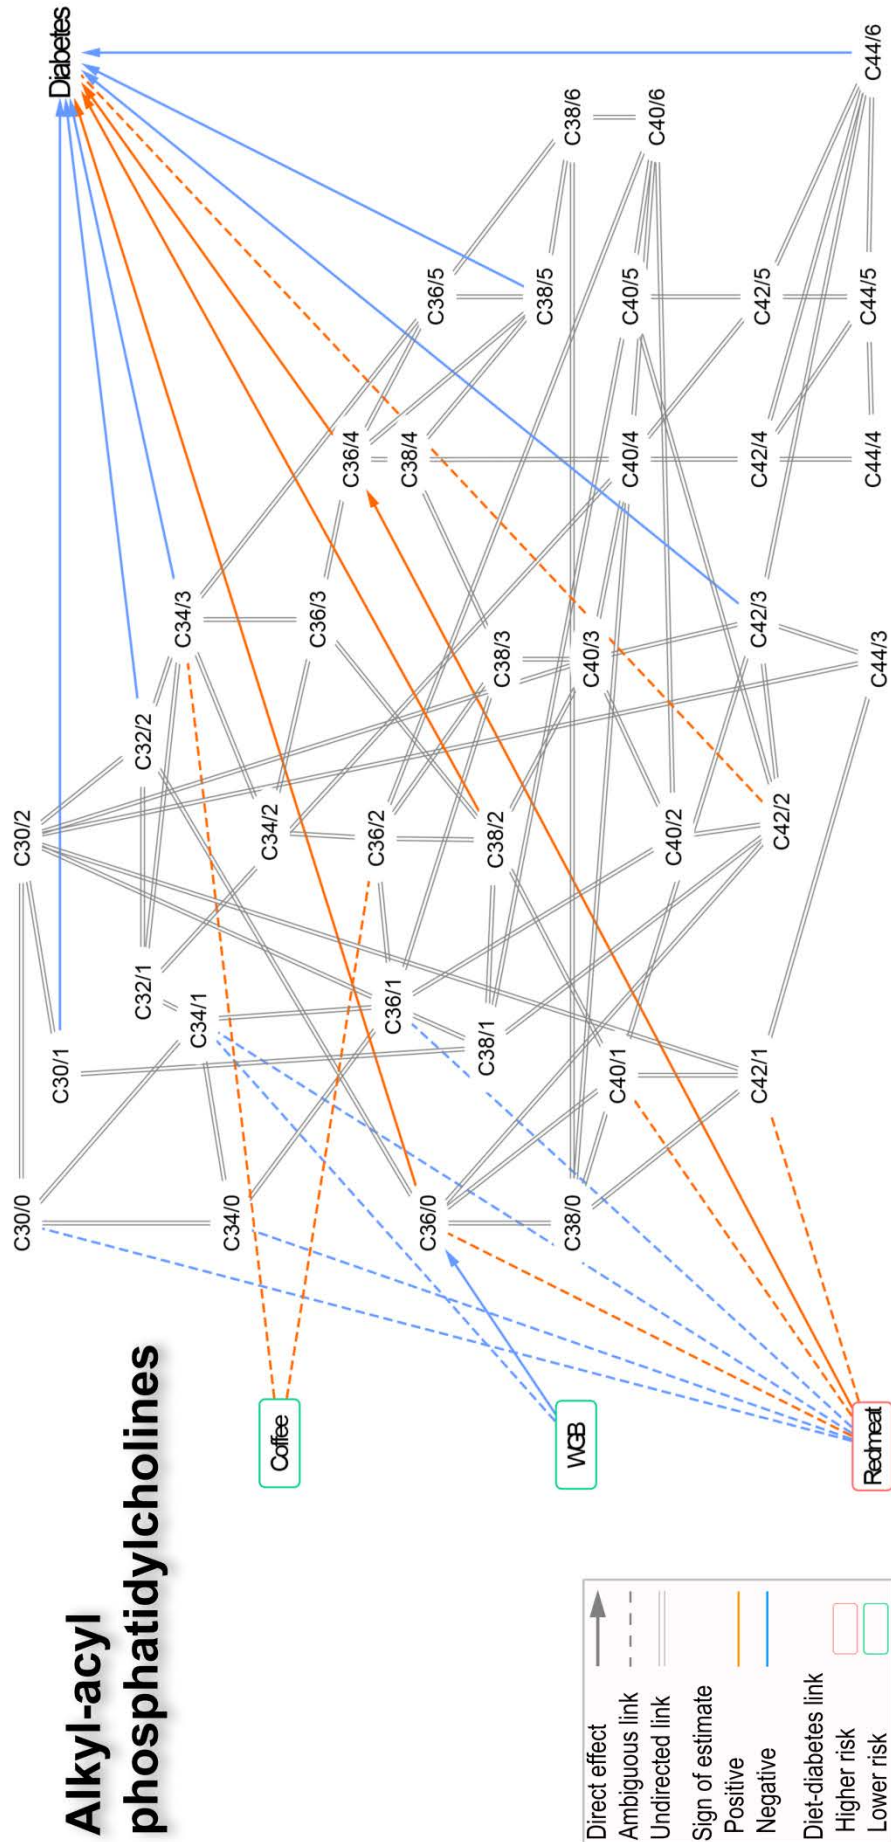 Alkyl-acyl
phosphatidylcholines
Diabetes
C30/0
C30/1
C30/2
C32/1
C32/2
C34/0
C34/1
C34/2
C34/3
C36/0
C36/1
C36/2
C36/3
C36/4
C36/5
C38/0
C38/1
C38/2
C38/3
C38/4
C38/5
C38/6
C40/1
C40/2
C40/3
C40/4
C40/5
C40/6
C42/1
C42/2
C42/3
C42/4
C42/5
C44/3
C44/4
C44/5
C44/6
Coffee
WGB
Redmeat
Direct effect
Ambiguous link
Undirected link
Sign of estimate
Positive
Negative
Diet-diabetes link
Higher risk
Lower risk